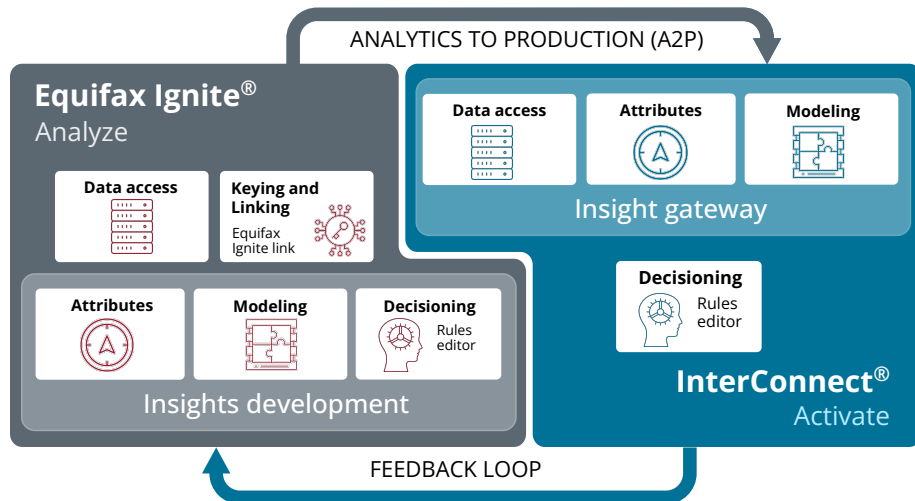 ANALYTICS TO PRODUCTION (A2P)
Equifax Ignite®
Analyze
Data access
Keying and
Linking
Equifax
Ignite link
Attributes
Modeling
Decisioning
Rules
editor
Insights development
Data access
Attributes
Modeling
Insight gateway
Decisioning
Rules
editor
InterConnect®
Activate
FEEDBACK LOOP